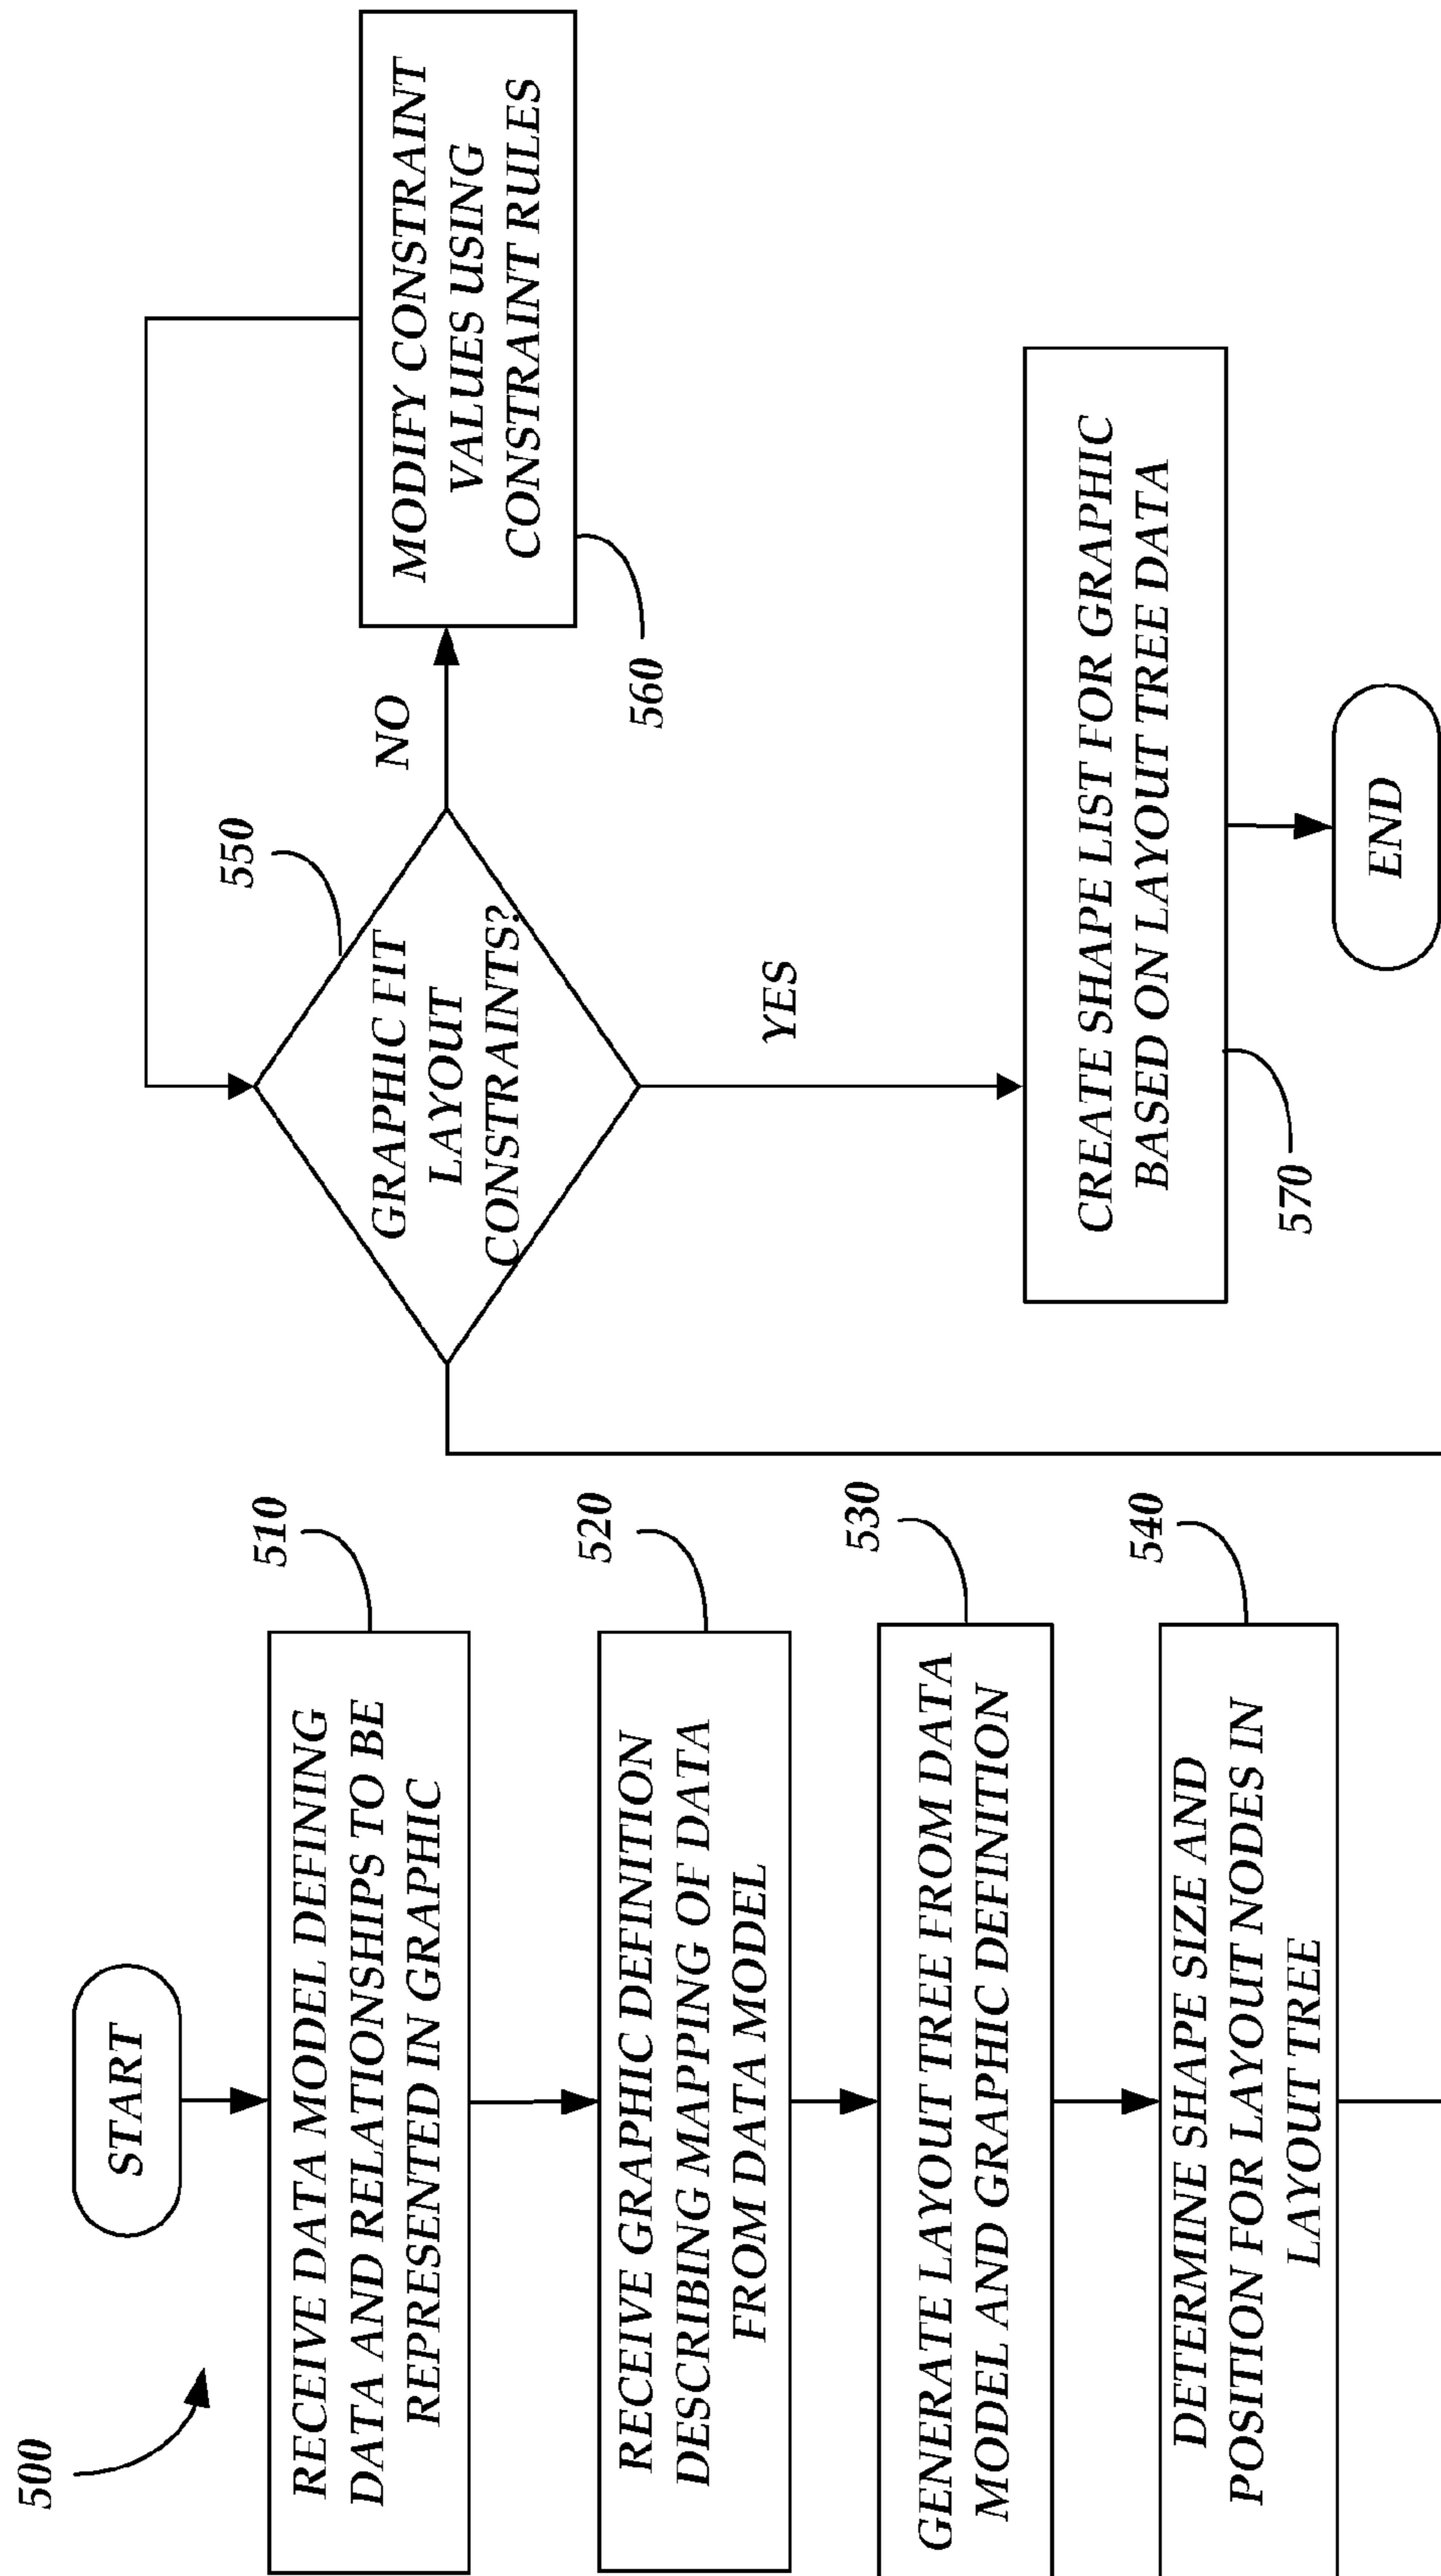 500
START
RECEIVE DATA MODEL DEFINING
DATA AND RELATIONSHIPS TO BE
REPRESENTED IN GRAPHIC
510
RECEIVE GRAPHIC DEFINITION
DESCRIBING MAPPING OF DATA
FROM DATA MODEL
520
GENERATE LAYOUT TREE FROM DATA
MODEL AND GRAPHIC DEFINITION
530
DETERMINE SHAPE SIZE AND
POSITION FOR LAYOUT NODES IN
LAYOUT TREE
540
GRAPHIC FIT
LAYOUT
CONSTRAINTS?
550
NO
MODIFY CONSTRAINT
VALUES USING
CONSTRAINT RULES
560
YES
CREATE SHAPE LIST FOR GRAPHIC
BASED ON LAYOUT TREE DATA
570
END